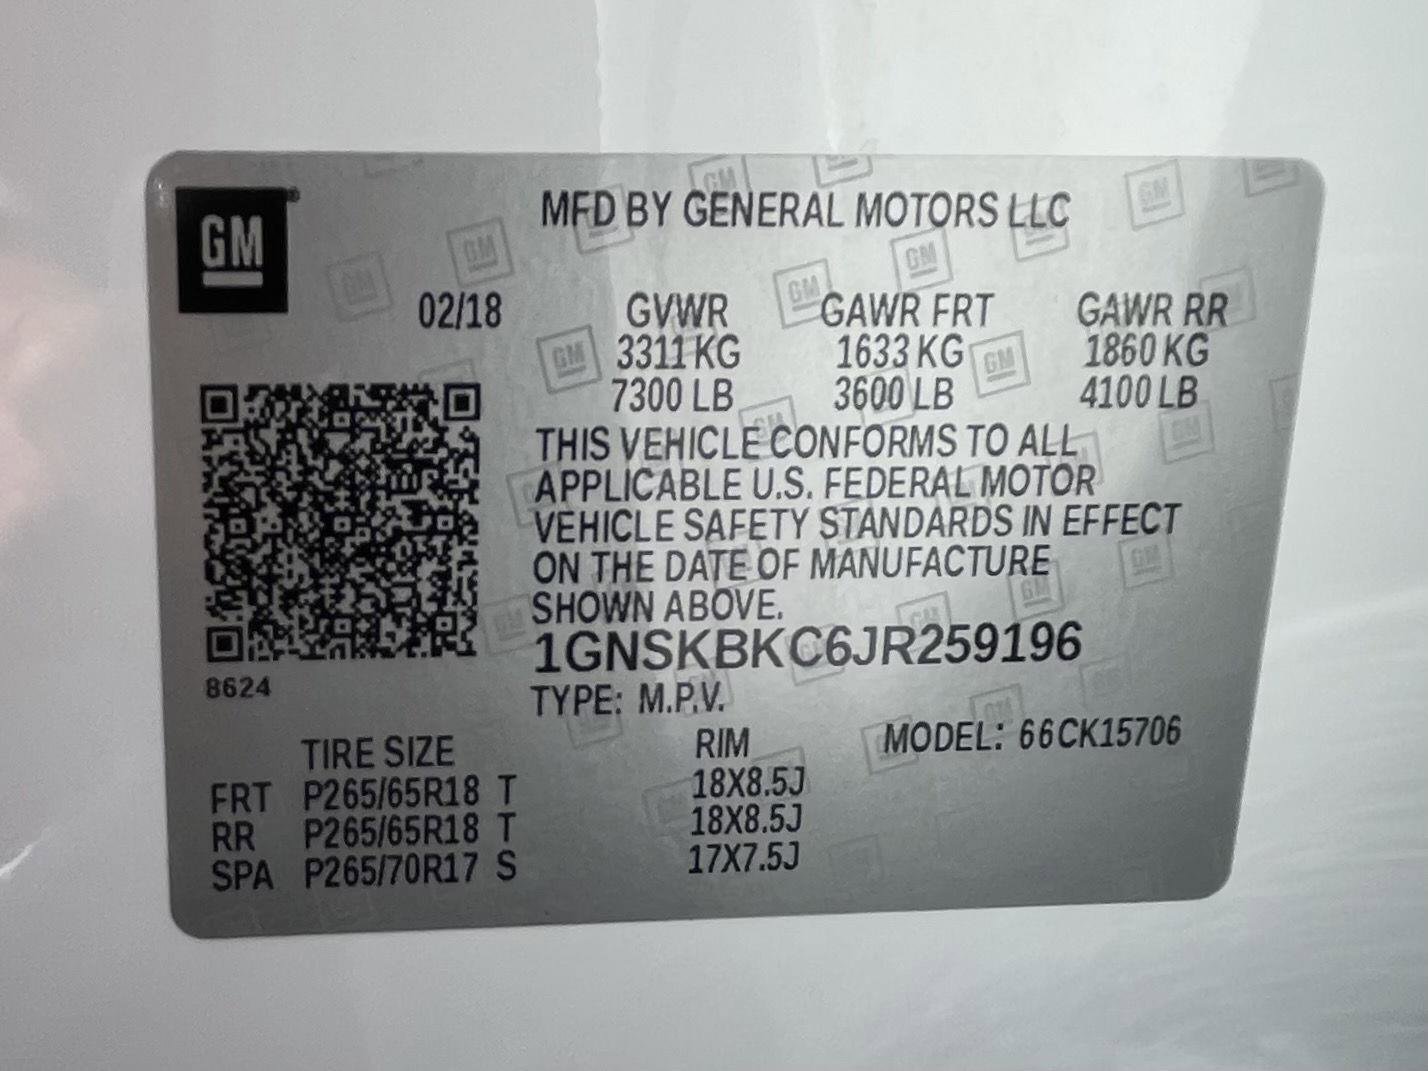 GM
MFD BY GENERAL MOTORS LLC
02/18 GVWR GAWR FRT GAWR RR
3311 KG 1633 KG 1860 KG
7300 LB 3600 LB 4100 LB
THIS VEHICLE CONFORMS TO ALL
APPLICABLE U.S. FEDERAL MOTOR
VEHICLE SAFETY STANDARDS IN EFFECT
ON THE DATE OF MANUFACTURE
SHOWN ABOVE.
1GNSKBKC6JR259196
8624
TYPE: M.P.V.
TIRE SIZE RIM MODEL: 66CK15706
FRT P265/65R18 T 18X8.5J
RR P265/65R18 T 18X8.5J
SPA P265/70R17 S 17X7.5J